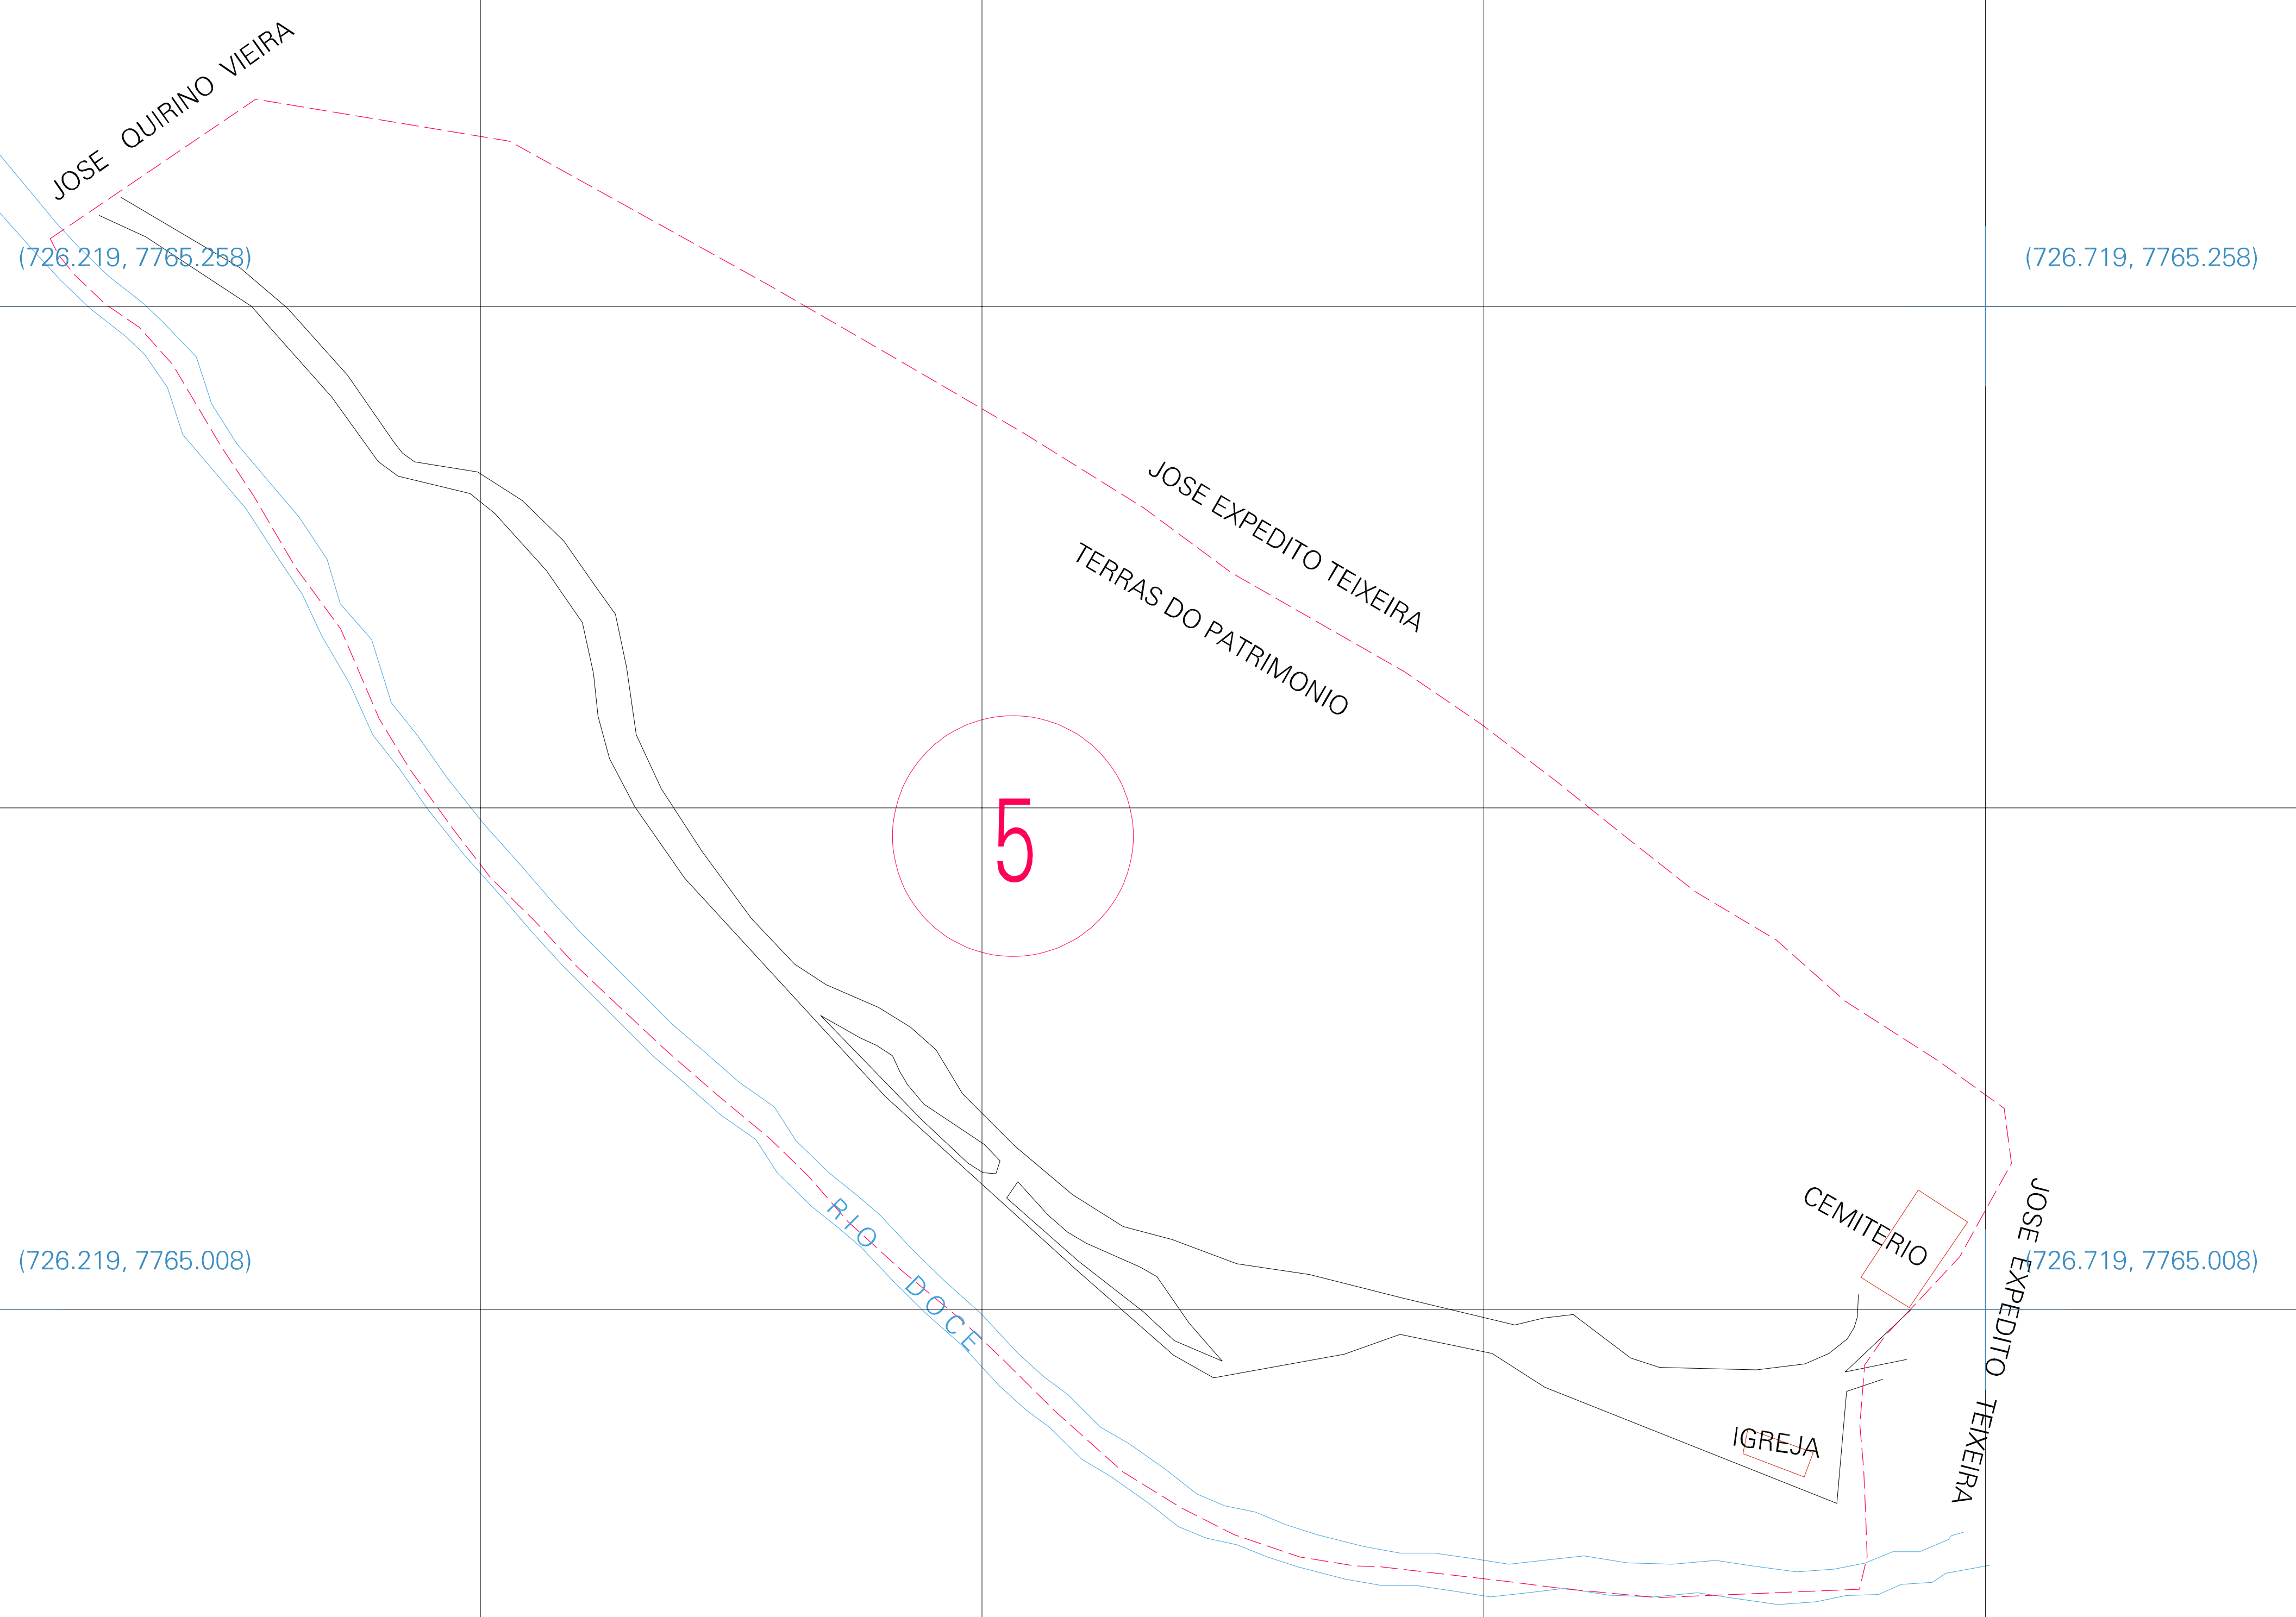 JOSE QUIRINO VIEIRA
(726.219, 7765.258)
(726.719, 7765.258)
JOSE EXPEDITO TEIXEIRA
TERRAS DO PATRIMONIO
5
CEMITERIO
JOSE EXPEDITO TEIXEIRA
(726.219, 7765.008)
(726.719, 7765.008)
RIO DOCE
IGREJA